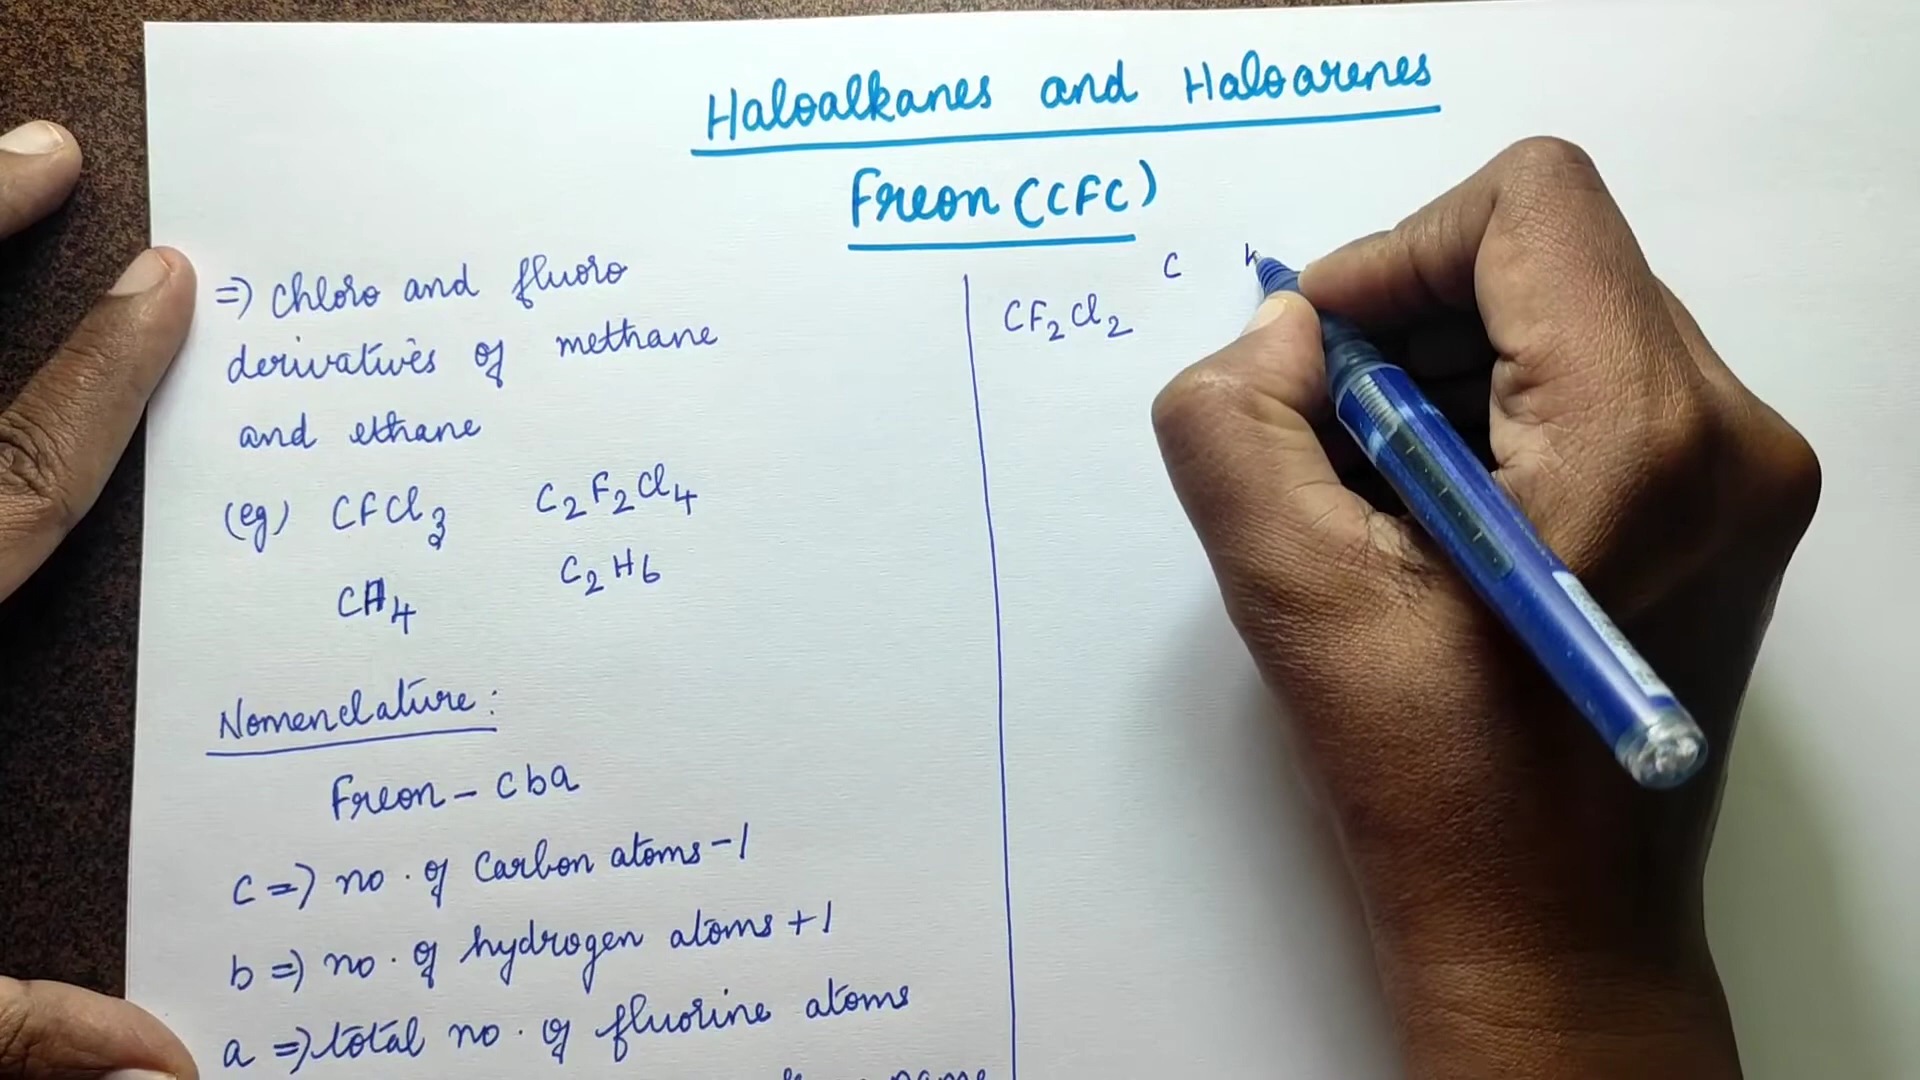 Haloalkanes and Haloarenes
Freon (CFC)
=> chloro and fluoro
derivatives of methane
and ethane
(eg) CFCl3 C2F2Cl4
CH4 C2H6
Nomenclature:
Freon - cba
c => no. of carbon atoms - 1
b => no. of hydrogen atoms + 1
a => total no. of fluorine atoms
name
CF2Cl2
C